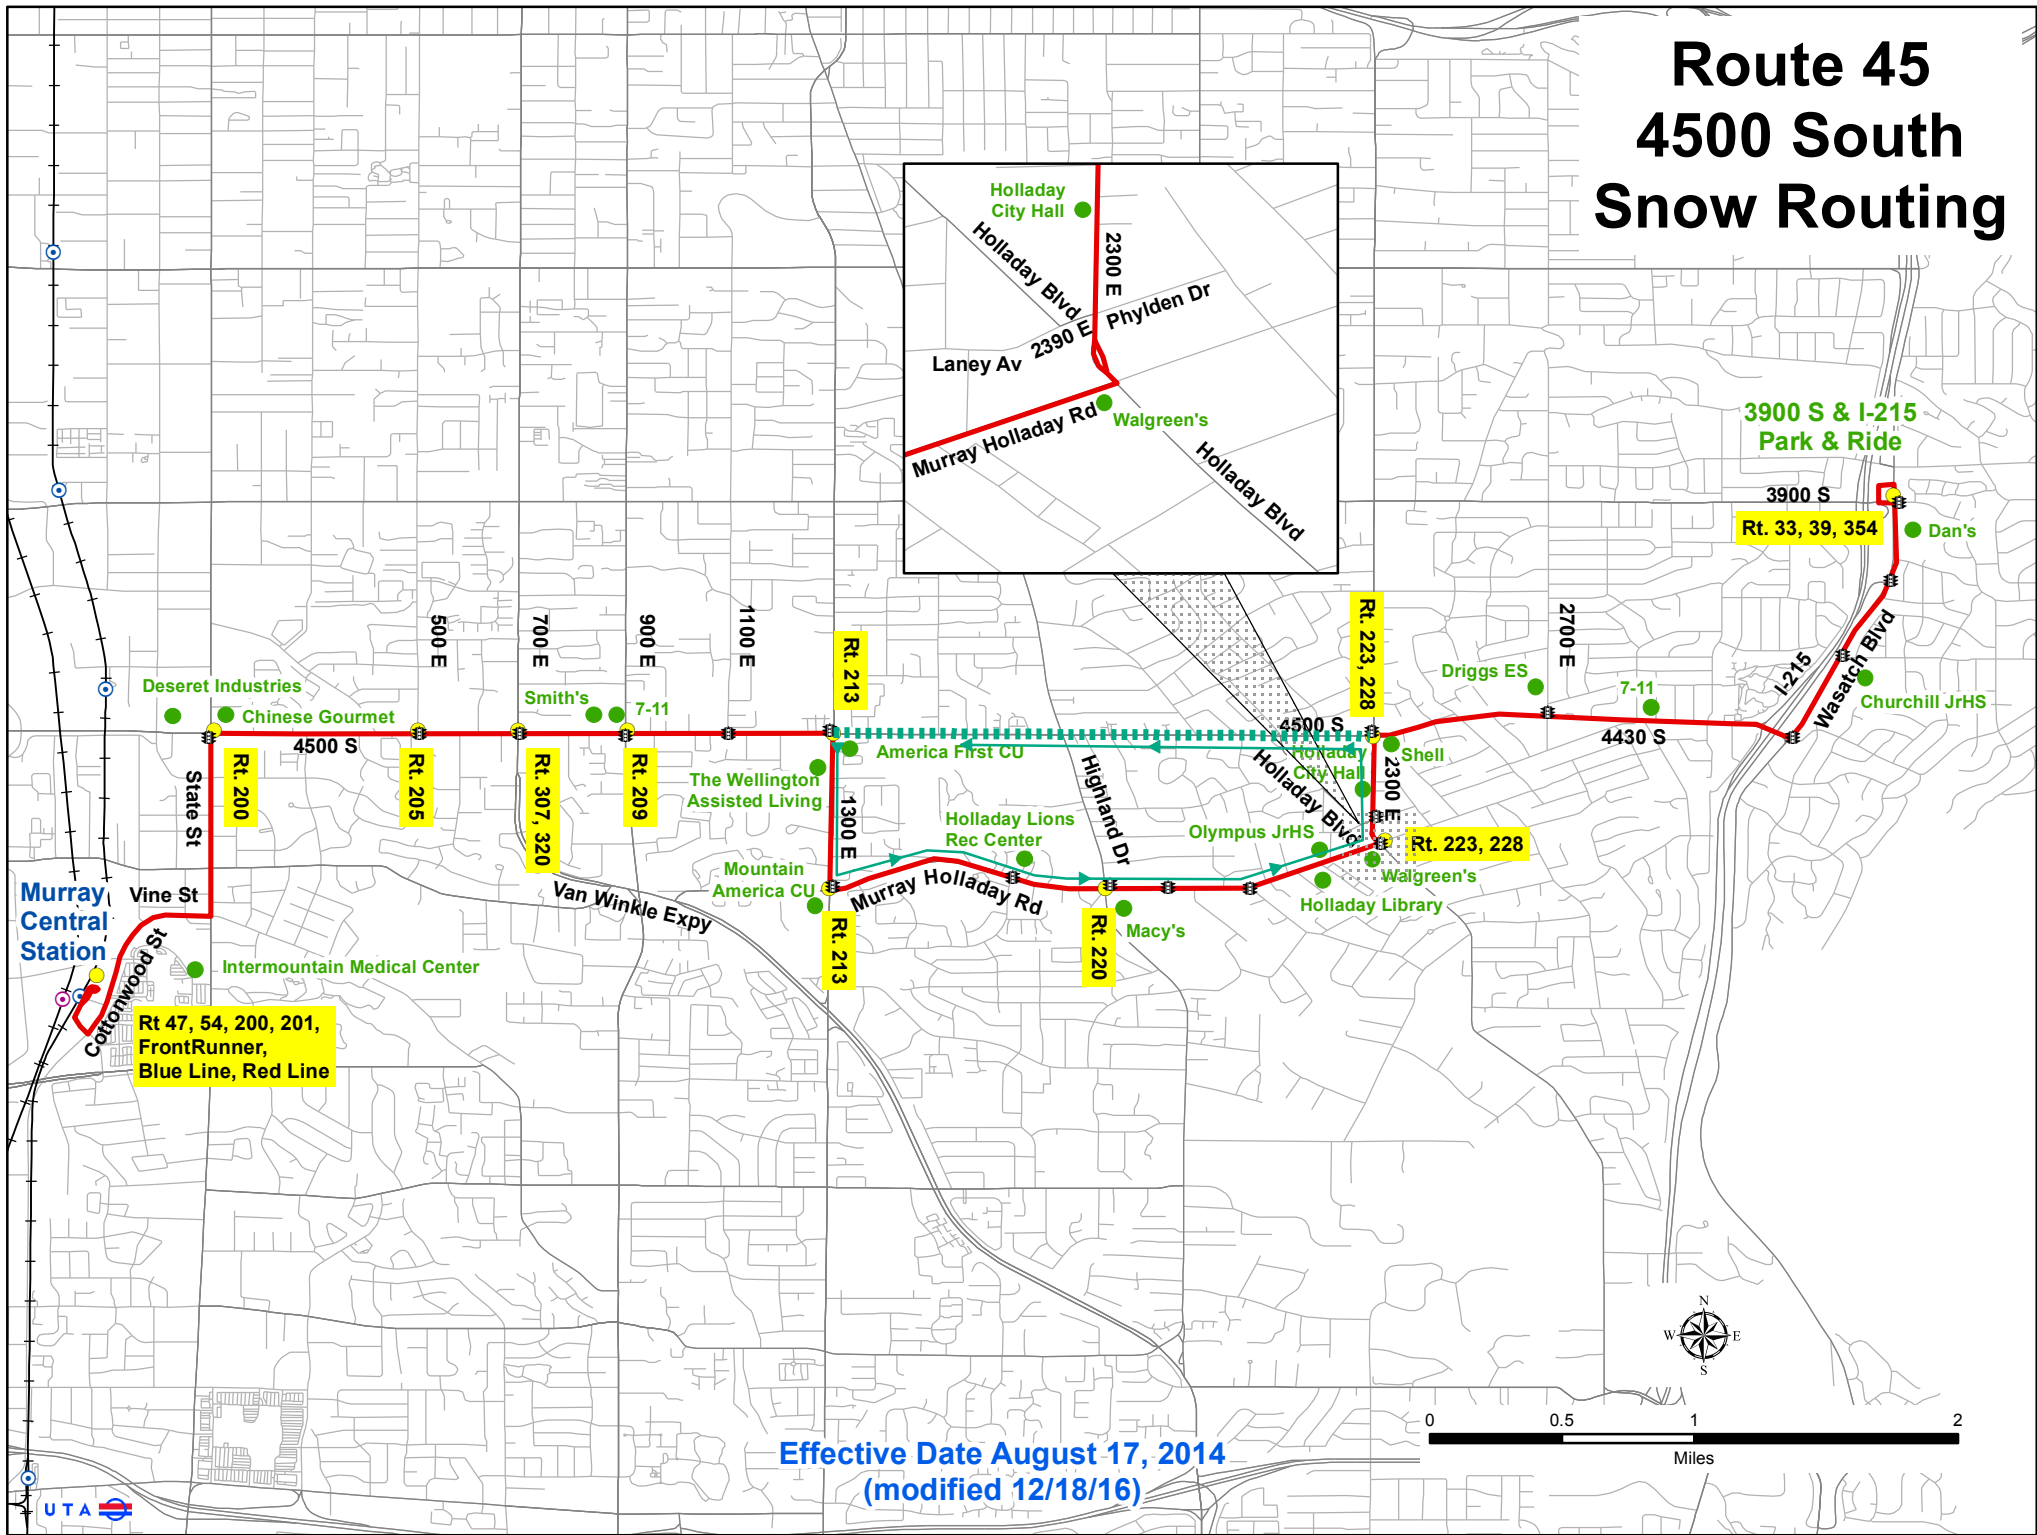 Route 45
4500 South
Snow Routing
Holladay
City Hall
Holladay Blvd
2300 E
Phylden Dr
2390 E
Laney Av
Murray Holladay Rd
Walgreen's
Holladay Blvd
3900 S & I-215
Park & Ride
3900 S
Rt. 33, 39, 354
Dan's
500 E
700 E
900 E
1100 E
Rt. 213
Rt. 223, 228
2700 E
I-215
Wasatch Blvd
Deseret Industries
Chinese Gourmet
Smith's
7-11
Driggs ES
7-11
Churchill JrHS
4500 S
4500 S
4430 S
State St
Rt. 200
Rt. 205
Rt. 307, 320
Rt. 209
The Wellington
Assisted Living
America First CU
1300 E
Highland Dr
Holladay Blvd
Holladay
City Hall
2300 E
Shell
Holladay Lions
Rec Center
Olympus JrHS
Rt. 223, 228
Walgreen's
Holladay Library
Mountain
America CU
Murray Holladay Rd
Macy's
Rt. 213
Rt. 220
Van Winkle Expy
Murray
Central
Station
Vine St
Cottonwood St
Intermountain Medical Center
Rt 47, 54, 200, 201,
FrontRunner,
Blue Line, Red Line
N
W
E
S
0
0.5
1
2
Miles
Effective Date August 17, 2014
(modified 12/18/16)
UTA